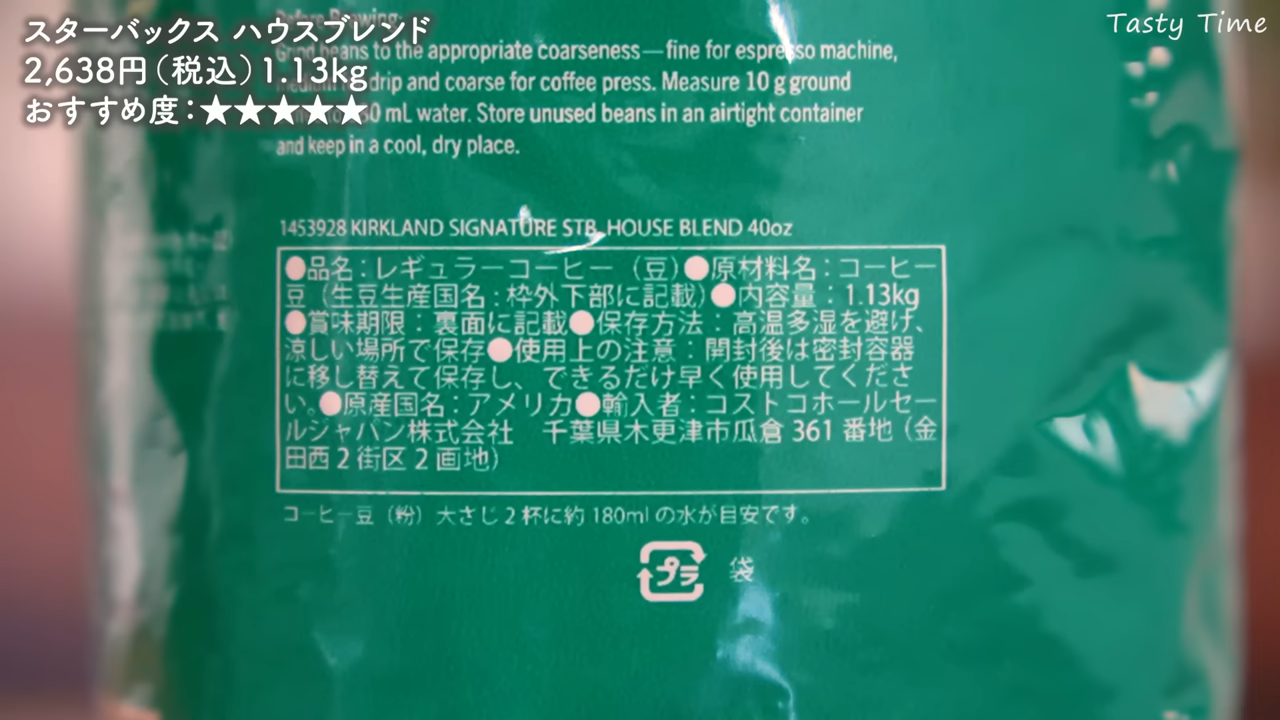 スターバックス ハウスブレンド
2,638円（税込）1.13kg
おすすめ度：★★★★★
Tasty Time
Before Brewing
Grind beans to the appropriate coarseness—fine for espresso machine,
drip and coarse for coffee press. Measure 10 g ground
mL water. Store unused beans in an airtight container
and keep in a cool, dry place.
1453928 KIRKLAND SIGNATURE STB HOUSE BLEND 40oz
●品名：レギュラーコーヒー（豆）●原材料名：コーヒー
豆（生豆生産国名：枠外下部に記載）●内容量：1.13kg
●賞味期限：裏面に記載●保存方法：高温多湿を避け、
涼しい場所で保存●使用上の注意：開封後は密封容器
に移し替えて保存し、できるだけ早く使用してくださ
い。●原産国名：アメリカ●輸入者：コストコホールセー
ルジャパン株式会社　千葉県木更津市瓜倉 361 番地（金
田西 2 街区 2 画地）
コーヒー豆（粉）大さじ 2 杯に約 180ml の水が目安です。
プラ 袋